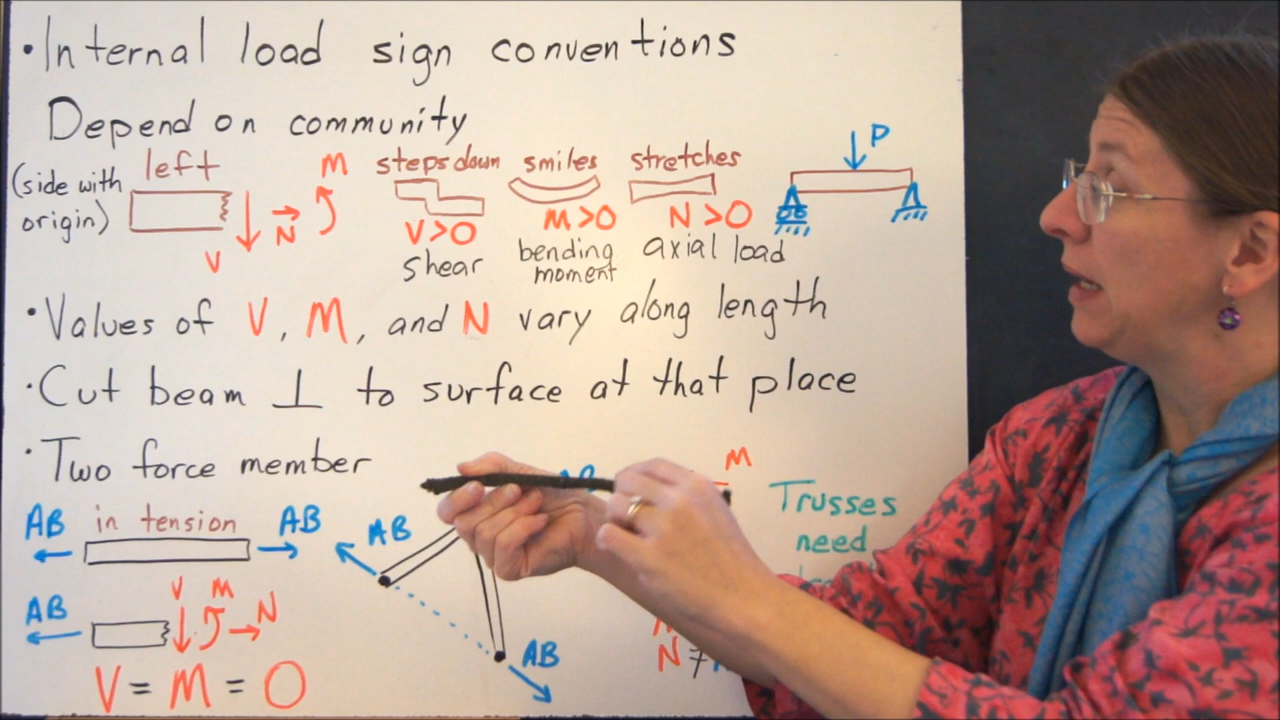 • Internal load sign conventions
Depend on community
(side with origin)
left
V
N
M
steps down
V>0
shear
smiles
M>0
bending
moment
stretches
N>0
axial load
P
• Values of V, M, and N vary along length
• Cut beam ⊥ to surface at that place
• Two force member
AB in tension AB
AB
V M N
V = M = 0
AB
AB
M
N ≠
Trusses
need